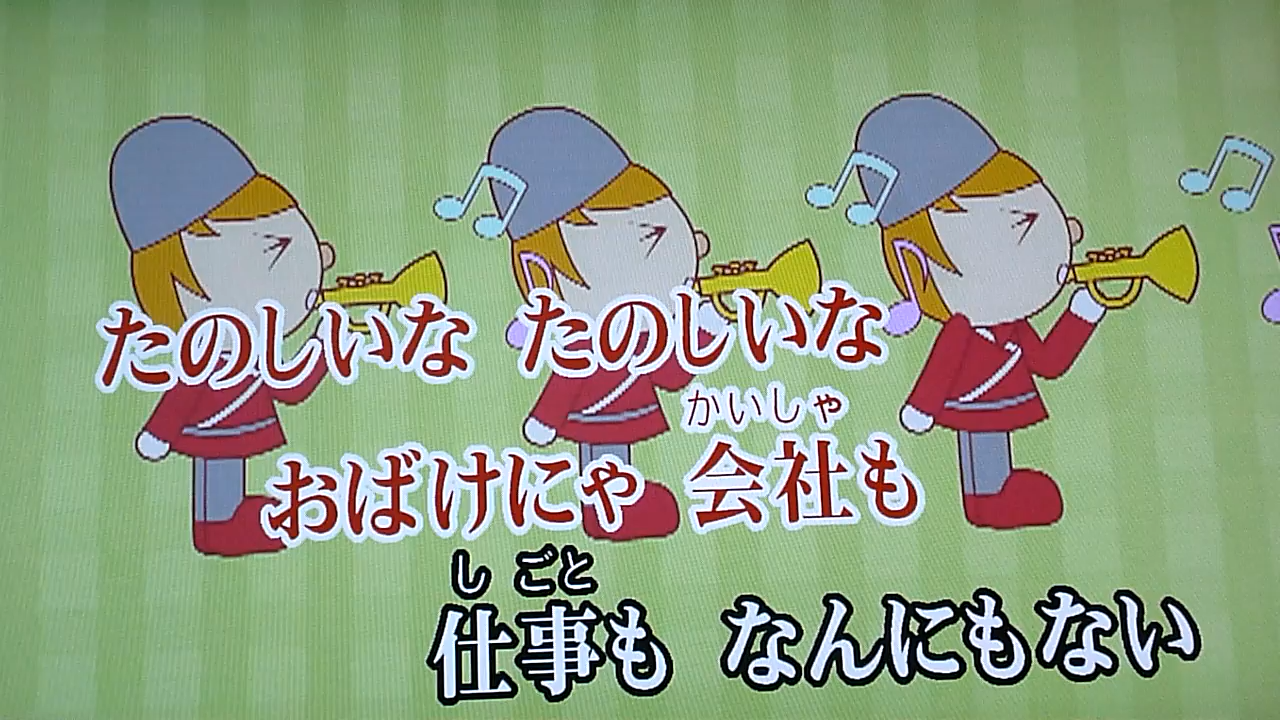 たのしいな たのしいな
かいしゃ
おばけにゃ 会社も
しごと
仕事も なんにもない